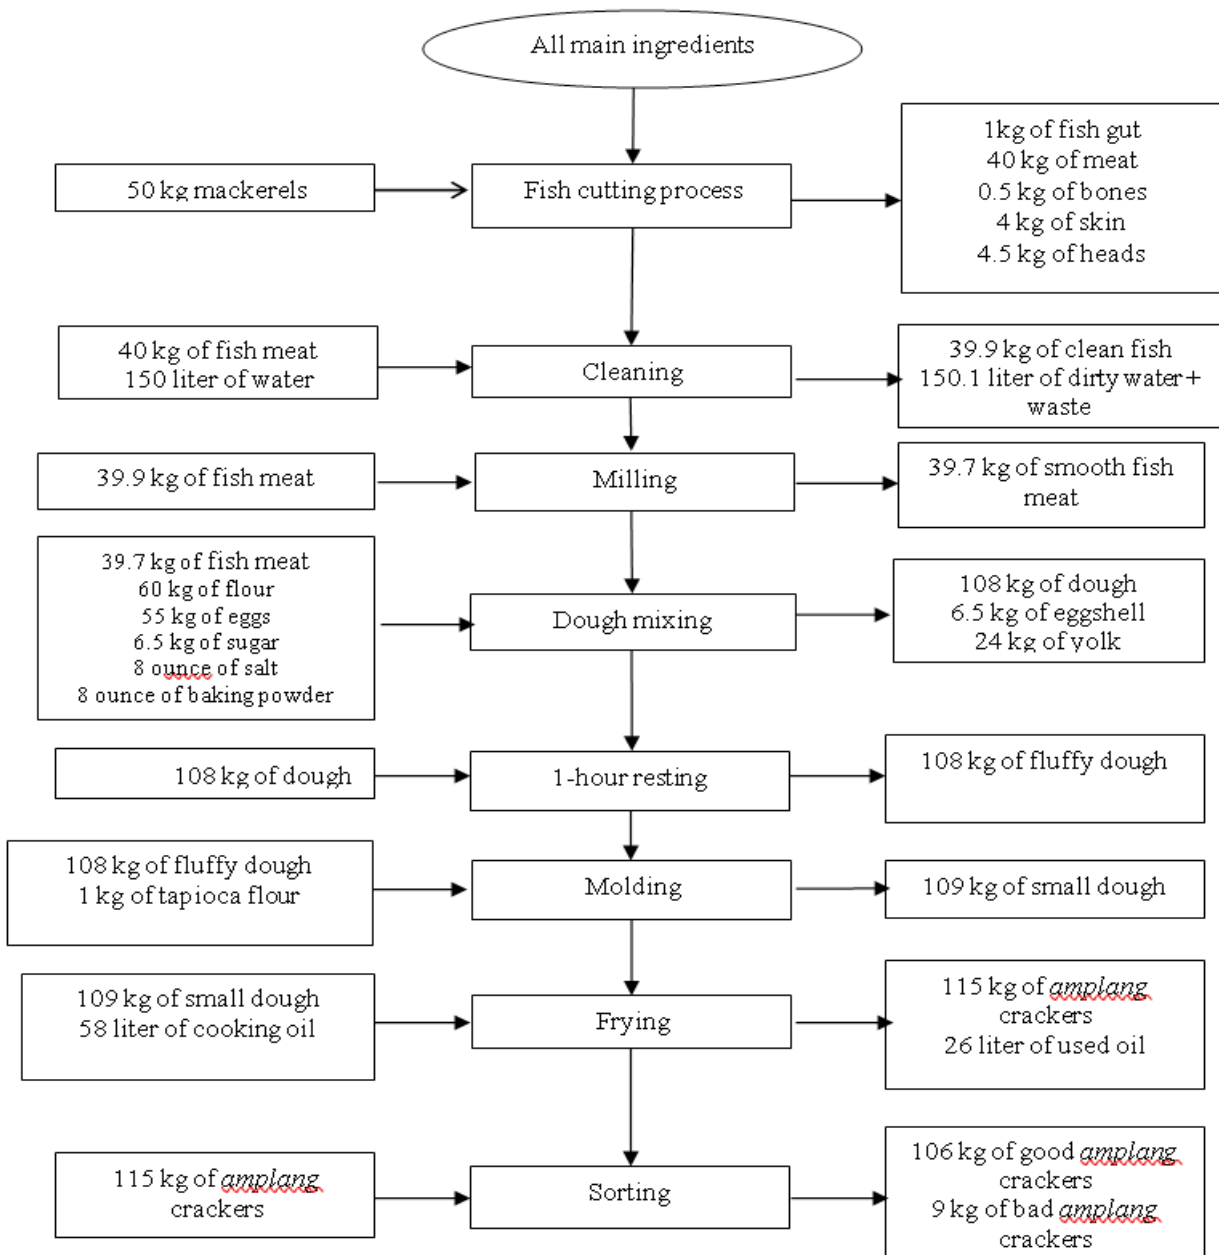 All main ingredients
50 kg mackerels
Fish cutting process
1kg of fish gut
40 kg of meat
0.5 kg of bones
4 kg of skin
4.5 kg of heads
40 kg of fish meat
150 liter of water
Cleaning
39.9 kg of clean fish
150.1 liter of dirty water+
waste
39.9 kg of fish meat
Milling
39.7 kg of smooth fish
meat
39.7 kg of fish meat
60 kg of flour
55 kg of eggs
6.5 kg of sugar
8 ounce of salt
8 ounce of baking powder
Dough mixing
108 kg of dough
6.5 kg of eggshell
24 kg of yolk
108 kg of dough
1-hour resting
108 kg of fluffy dough
108 kg of fluffy dough
1 kg of tapioca flour
Molding
109 kg of small dough
109 kg of small dough
58 liter of cooking oil
Frying
115 kg of amplang
crackers
26 liter of used oil
115 kg of amplang
crackers
Sorting
106 kg of good amplang
crackers
9 kg of bad amplang
crackers